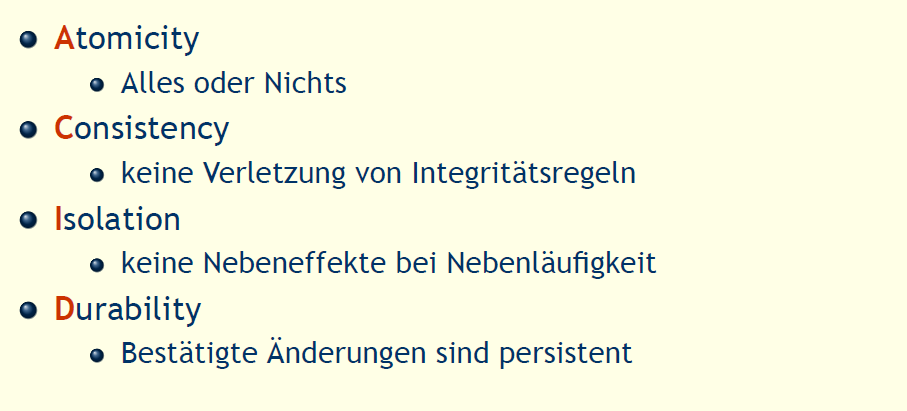 Atomicity
Alles oder Nichts
Consistency
keine Verletzung von Integritätsregeln
Isolation
keine Nebeneffekte bei Nebenläufigkeit
Durability
Bestätigte Änderungen sind persistent